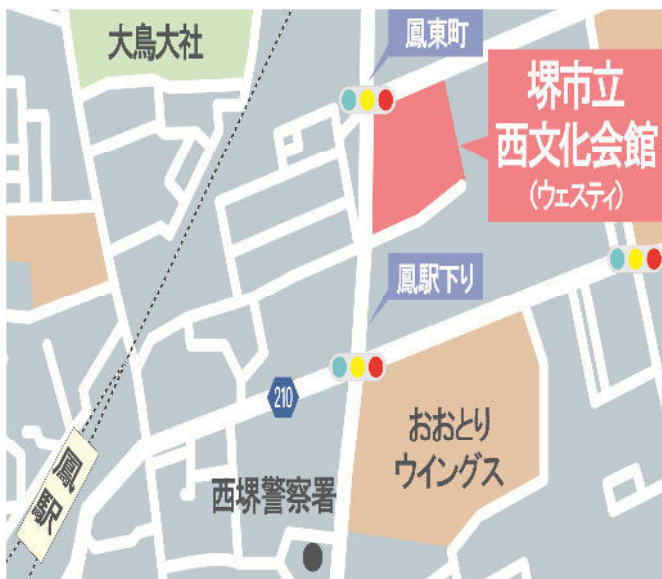 大鳥大社
鳳東町
堺市立
西文化会館
（ウェスティ）
鳳駅下り
210
おおとり
ウイングス
西堺警察署
鳳駅